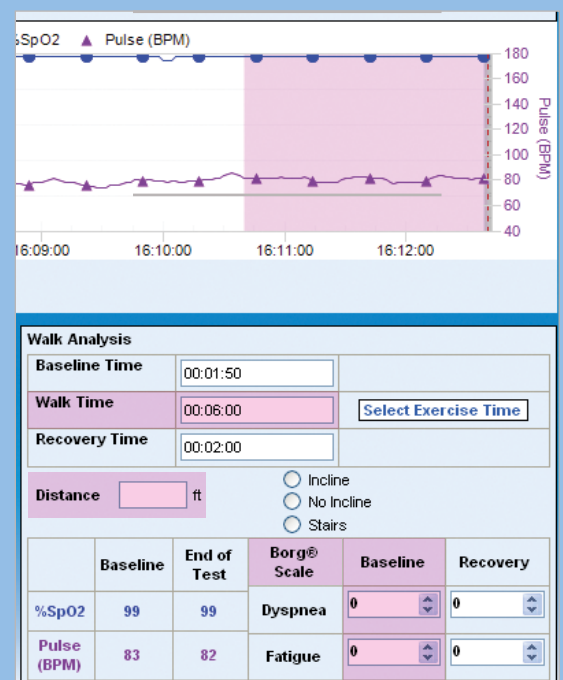 %SpO2 Pulse (BPM)
180
160
140
120
100
80
60
40
Pulse (BPM)
16:09:00 16:10:00 16:11:00 16:12:00
Walk Analysis
Baseline Time 00:01:50
Walk Time 00:06:00 Select Exercise Time
Recovery Time 00:02:00
Distance ft
Incline
No Incline
Stairs
Baseline End of Test Borg® Scale Baseline Recovery
%Sp02 99 99 Dyspnea 0 0
Pulse (BPM) 83 82 Fatigue 0 0